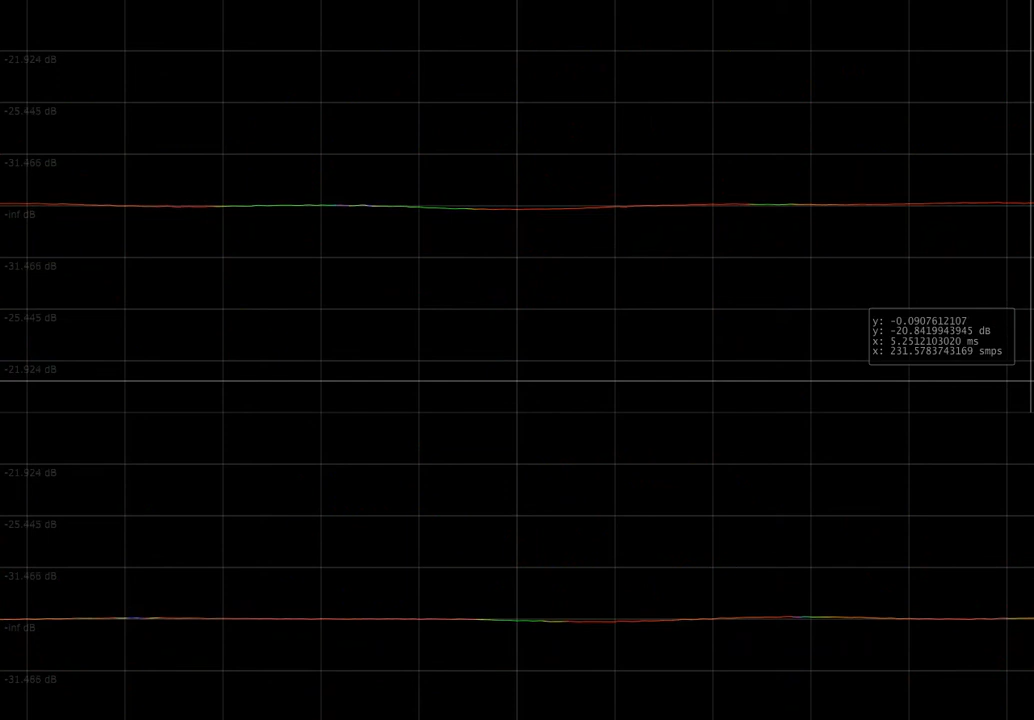 -21.924 dB
-25.445 dB
-31.466 dB
-inf dB
-31.466 dB
-25.445 dB
y: -0.0907612107
y: -20.8419943945 dB
x: 5.2512103020 ms
x: 231.5783743169 smps
-21.924 dB
-21.924 dB
-25.445 dB
-31.466 dB
-inf dB
-31.466 dB